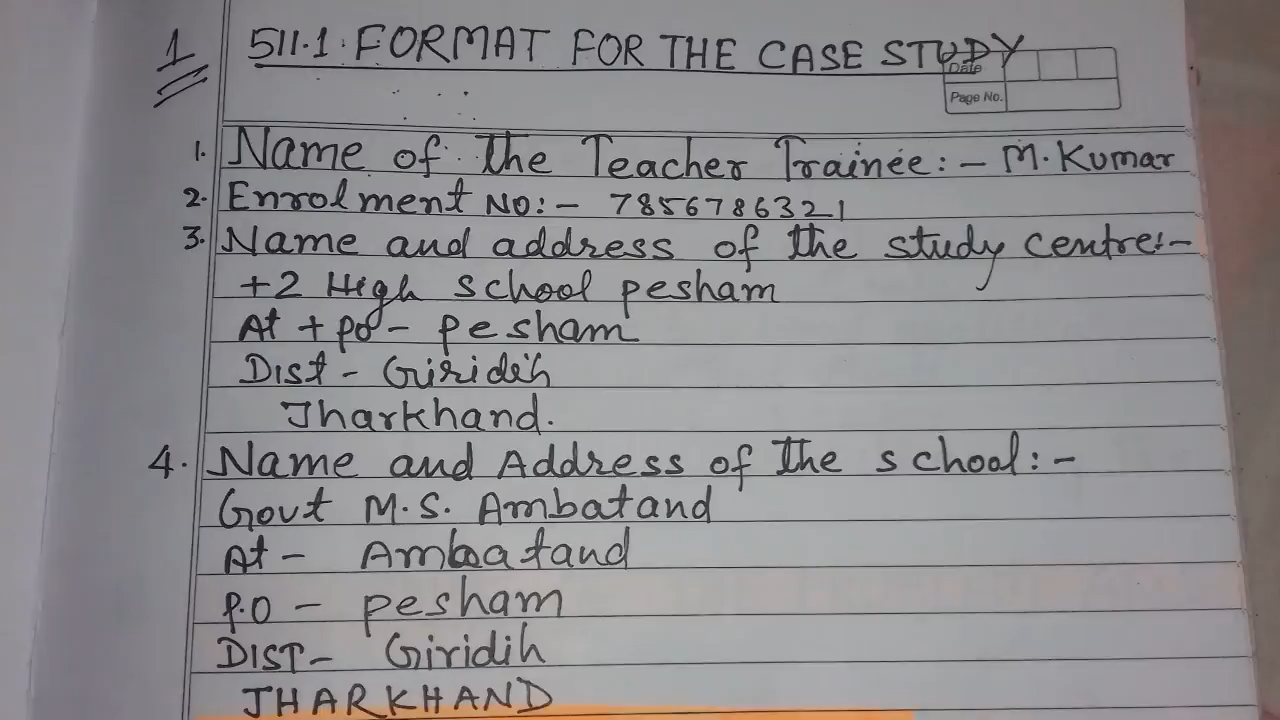 1 511.1. FORMAT FOR THE CASE STUDY
Date
Page No.
1. Name of the Teacher Trainee:- M. Kumar
2. Enrolment NO:- 7856786321
3. Name and address of the study centre:-
+2 High school pesham
At + po - pesham
Dist - Giridih
Jharkhand.
4. Name and Address of the school:-
Govt M.S. Ambatand
At - Ambatand
P.O - pesham
DIST - Giridih
JHARKHAND